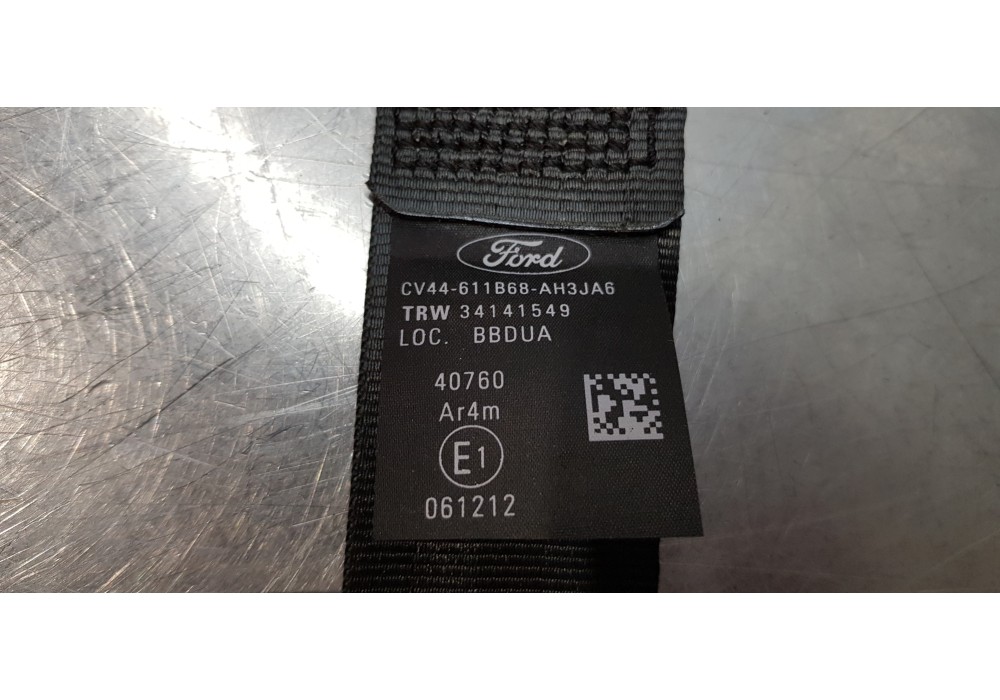 Ford
CV44-611B68-AH3JA6
TRW 34141549
LOC. BBDUA
40760
Ar4m
E1
061212